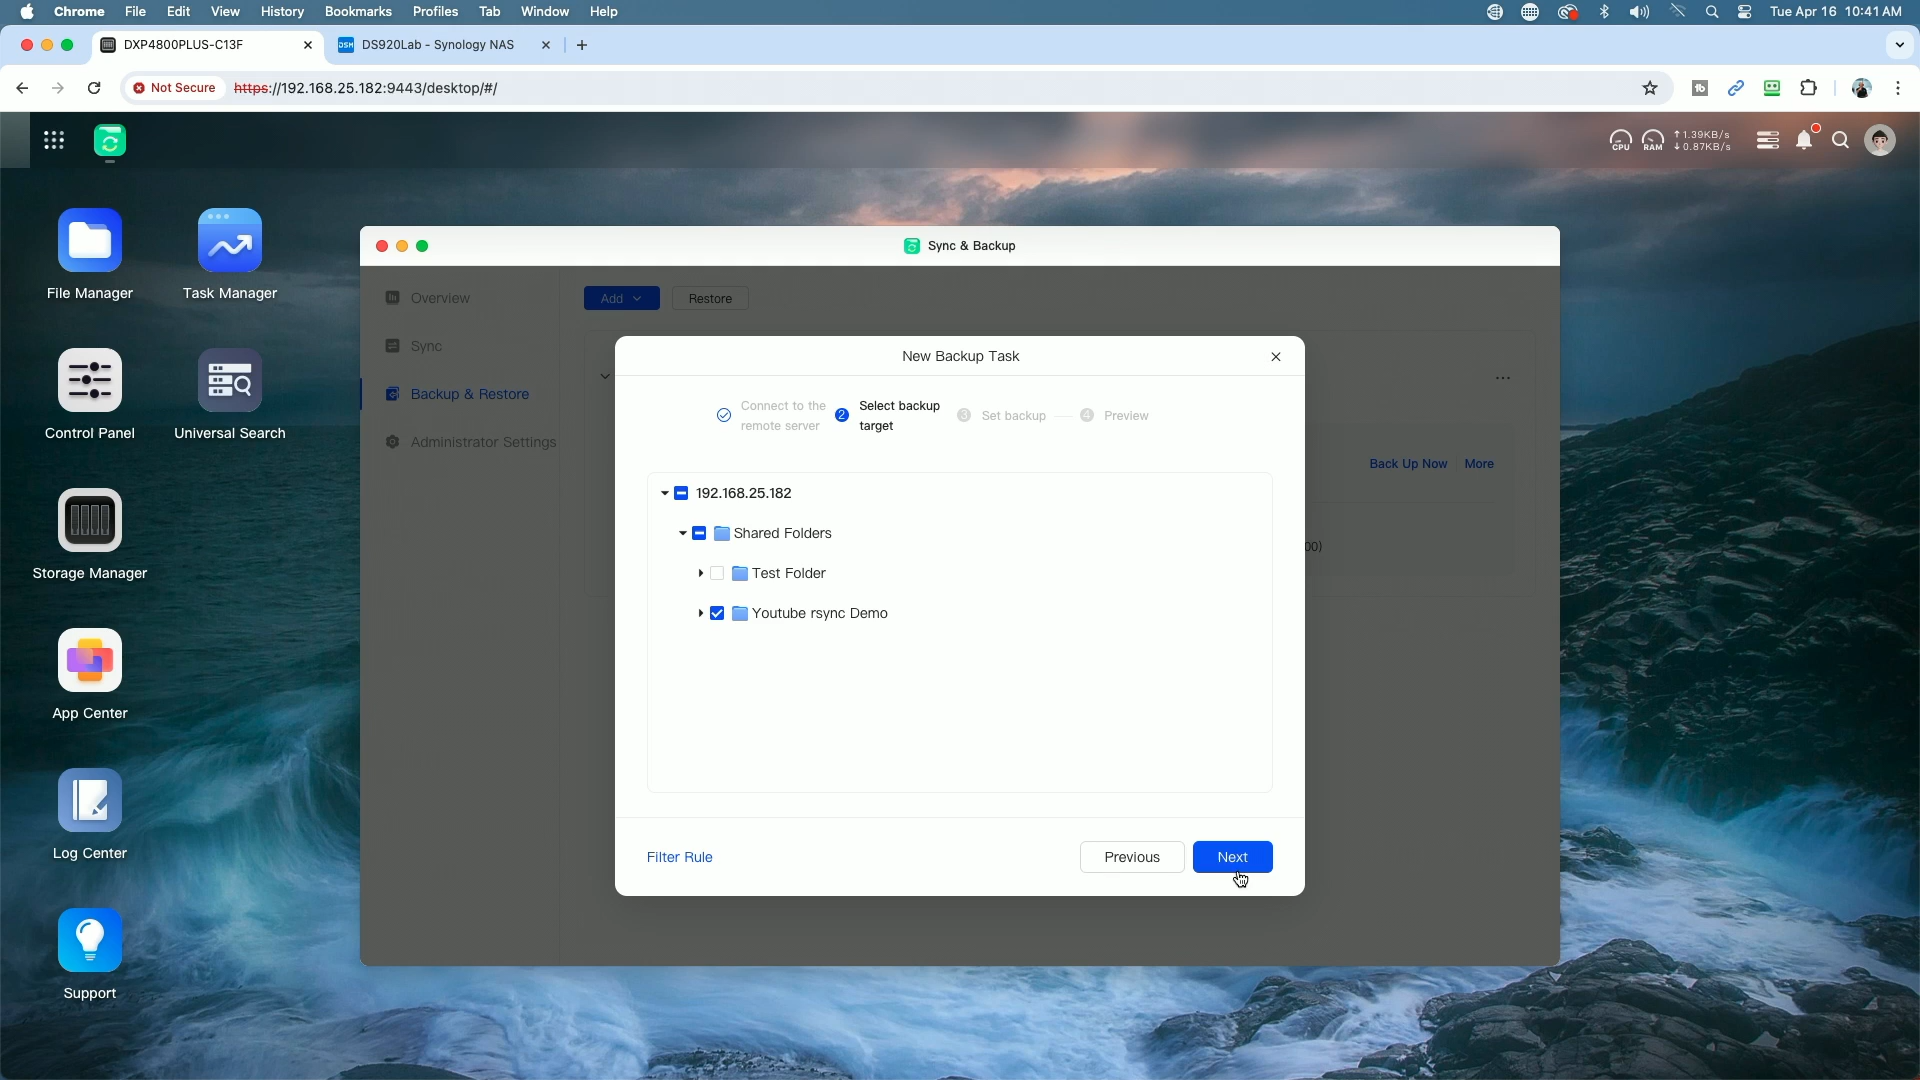 Chrome File Edit View History Bookmarks Profiles Tab Window Help
Tue Apr 16 10:41 AM
DXP4800PLUS-C13F
DSM DS920Lab - Synology NAS
Not Secure https://192.168.25.182:9443/desktop/#/
CPU
RAM
1.39KB/s
0.87KB/s
File Manager
Task Manager
Control Panel
Universal Search
Storage Manager
App Center
Log Center
Support
Sync & Backup
Overview
Sync
Backup & Restore
Administrator Settings
Add
Restore
...
Back Up Now
More
00)
New Backup Task
Connect to the
remote server
2
Select backup
target
3 Set backup
4 Preview
192.168.25.182
Shared Folders
Test Folder
Youtube rsync Demo
Filter Rule
Previous
Next